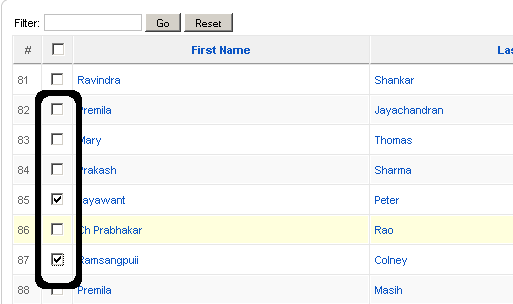 Filter: Go Reset
# First Name Las
81 Ravindra Shankar
82 Premila Jayachandran
83 Mary Thomas
84 Prakash Sharma
85 ayawant Peter
86 Ch Prabhakar Rao
87 Ramsangpuii Colney
88 Premila Masih